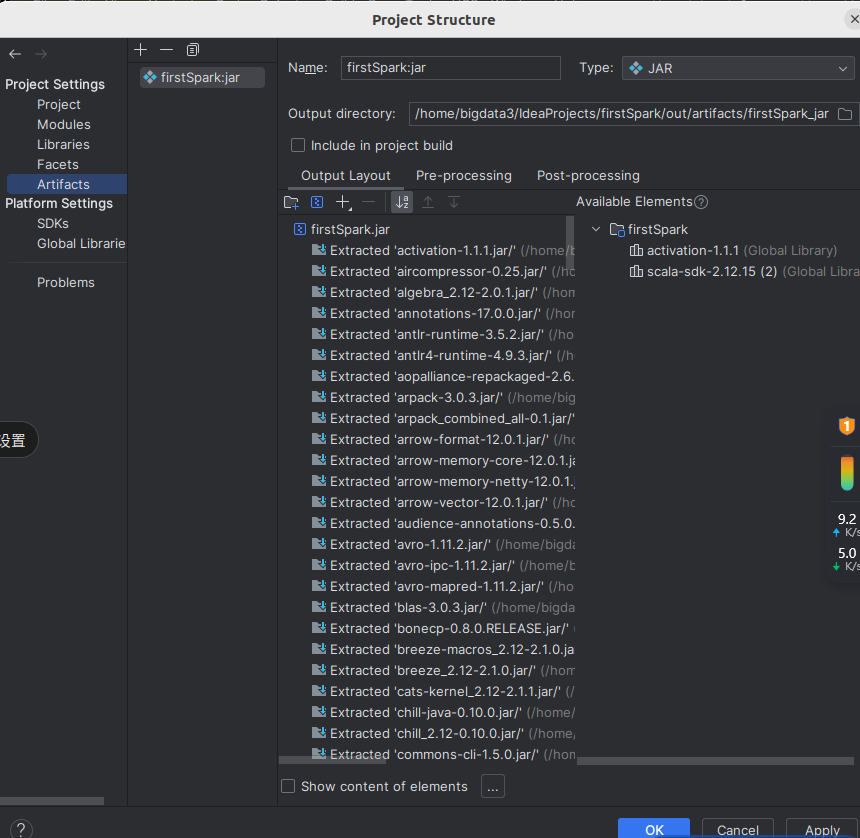 Project Structure
Project Settings
Project
Modules
Libraries
Facets
Artifacts
Platform Settings
SDKs
Global Librarie
Problems
firstSpark:jar
Name: firstSpark:jar Type: JAR
Output directory: /home/bigdata3/IdeaProjects/firstSpark/out/artifacts/firstSpark_jar
Include in project build
Output Layout Pre-processing Post-processing
Available Elements
firstSpark.jar
Extracted 'activation-1.1.1.jar/' (/home/b
Extracted 'aircompressor-0.25.jar/' (/ho
Extracted 'algebra_2.12-2.0.1.jar/' (/hom
Extracted 'annotations-17.0.0.jar/' (/hor
Extracted 'antlr-runtime-3.5.2.jar/' (/ho
Extracted 'antlr4-runtime-4.9.3.jar/' (/h
Extracted 'aopalliance-repackaged-2.6.
Extracted 'arpack-3.0.3.jar/' (/home/big
Extracted 'arpack_combined_all-0.1.jar/'
Extracted 'arrow-format-12.0.1.jar/' (/ho
Extracted 'arrow-memory-core-12.0.1.ja
Extracted 'arrow-memory-netty-12.0.1.
Extracted 'arrow-vector-12.0.1.jar/' (/ho
Extracted 'audience-annotations-0.5.0.
Extracted 'avro-1.11.2.jar/' (/home/bigda
Extracted 'avro-ipc-1.11.2.jar/' (/home/b
Extracted 'avro-mapred-1.11.2.jar/' (/ho
Extracted 'blas-3.0.3.jar/' (/home/bigda
Extracted 'bonecp-0.8.0.RELEASE.jar/'
Extracted 'breeze-macros_2.12-2.1.0.ja
Extracted 'breeze_2.12-2.1.0.jar/' (/hom
Extracted 'cats-kernel_2.12-2.1.1.jar/' (/
Extracted 'chill-java-0.10.0.jar/' (/home/
Extracted 'chill_2.12-0.10.0.jar/' (/home/
Extracted 'commons-cli-1.5.0.jar/' (/hom
firstSpark
activation-1.1.1 (Global Library)
scala-sdk-2.12.15 (2) (Global Libra
Show content of elements ...
设置
1
9.2
K/s
5.0
K/s
?
OK Cancel Apply